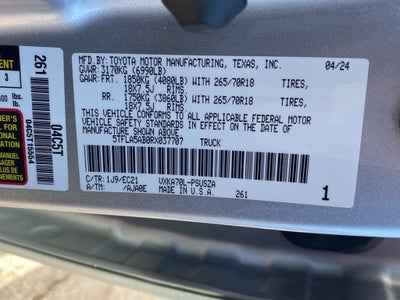 MFD.BY:TOYOTA MOTOR MANUFACTURING, TEXAS, INC. 04/24
GVWR:3170KG (6990LB)
GAWR:FRT. 1850KG (4080LB) WITH 265/70R18 TIRES,
18X7.5J RIMS.
RR. 1750KG (3860LB) WITH 265/70R18 TIRES,
18X7.5J RIMS.
THIS VEHICLE CONFORMS TO ALL APPLICABLE FEDERAL MOTOR
VEHICLE SAFETY STANDARDS IN EFFECT ON THE DATE OF
MANUFACTURE SHOWN ABOVE.
5TFLA5AB0RX037707 TRUCK
C/TR: 1J9/EC21 VXKA70L-PSUSZA
A/TM: /AJA0E MADE IN U.S.A. 261 1
261
04C5T
ENT
3